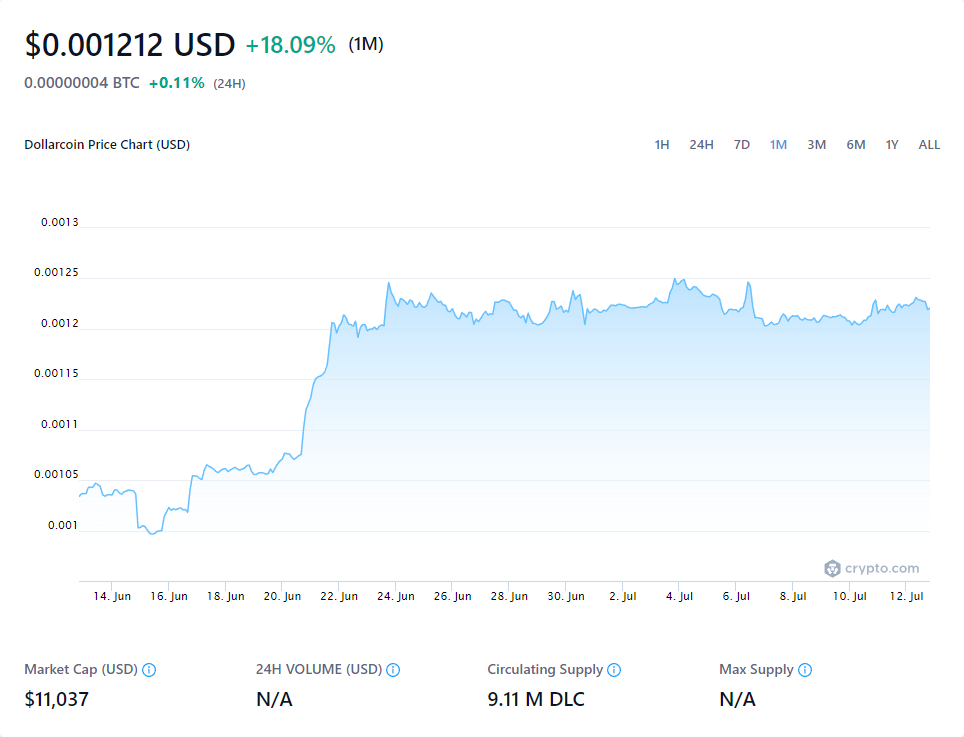 $0.001212 USD +18.09% (1M)
0.00000004 BTC +0.11% (24H)
Dollarcoin Price Chart (USD) 1H 24H 7D 1M 3M 6M 1Y ALL
0.0013
0.00125
0.0012
0.00115
0.0011
0.00105
0.001
crypto.com
14. Jun 16. Jun 18. Jun 20. Jun 22. Jun 24. Jun 26. Jun 28. Jun 30. Jun 2. Jul 4. Jul 6. Jul 8. Jul 10. Jul 12. Jul
Market Cap (USD) 24H VOLUME (USD) Circulating Supply Max Supply
$11,037 N/A 9.11 M DLC N/A